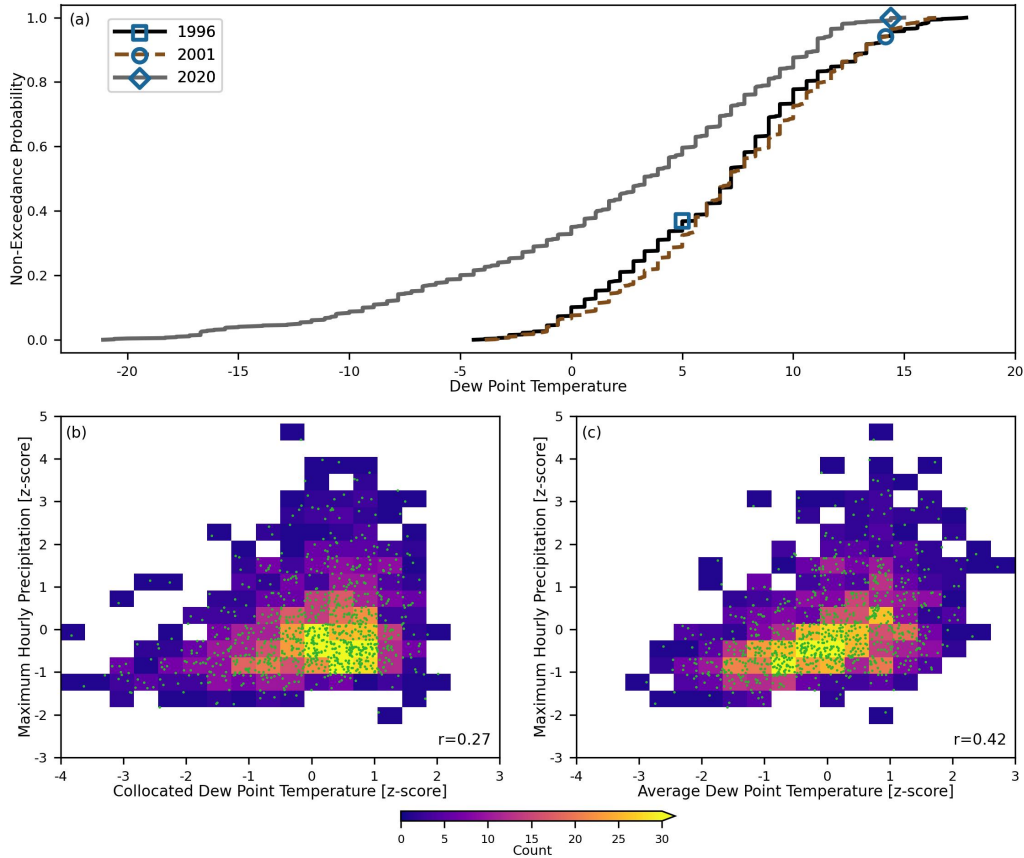 (a)
1996
2001
2020
Non-Exceedance Probability
1.0
0.8
0.6
0.4
0.2
0.0
-20 -15 -10 -5 0 5 10 15 20
Dew Point Temperature
(b)
Maximum Hourly Precipitation [z-score]
5
4
3
2
1
0
-1
-2
-3
r=0.27
-4 -3 -2 -1 0 1 2 3
Collocated Dew Point Temperature [z-score]
(c)
Maximum Hourly Precipitation [z-score]
5
4
3
2
1
0
-1
-2
-3
r=0.42
-4 -3 -2 -1 0 1 2 3
Average Dew Point Temperature [z-score]
0 5 10 15 20 25 30
Count